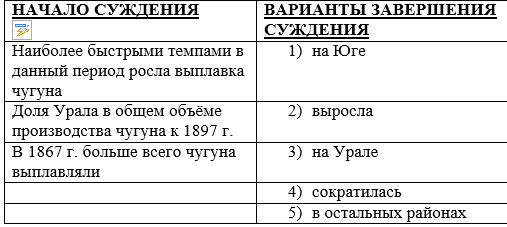 НАЧАЛО СУЖДЕНИЯ
ВАРИАНТЫ ЗАВЕРШЕНИЯ
СУЖДЕНИЯ
Наиболее быстрыми темпами в
данный период росла выплавка
чугуна
1) на Юге
Доля Урала в общем объёме
производства чугуна к 1897 г.
2) выросла
В 1867 г. больше всего чугуна
выплавляли
3) на Урале
4) сократилась
5) в остальных районах